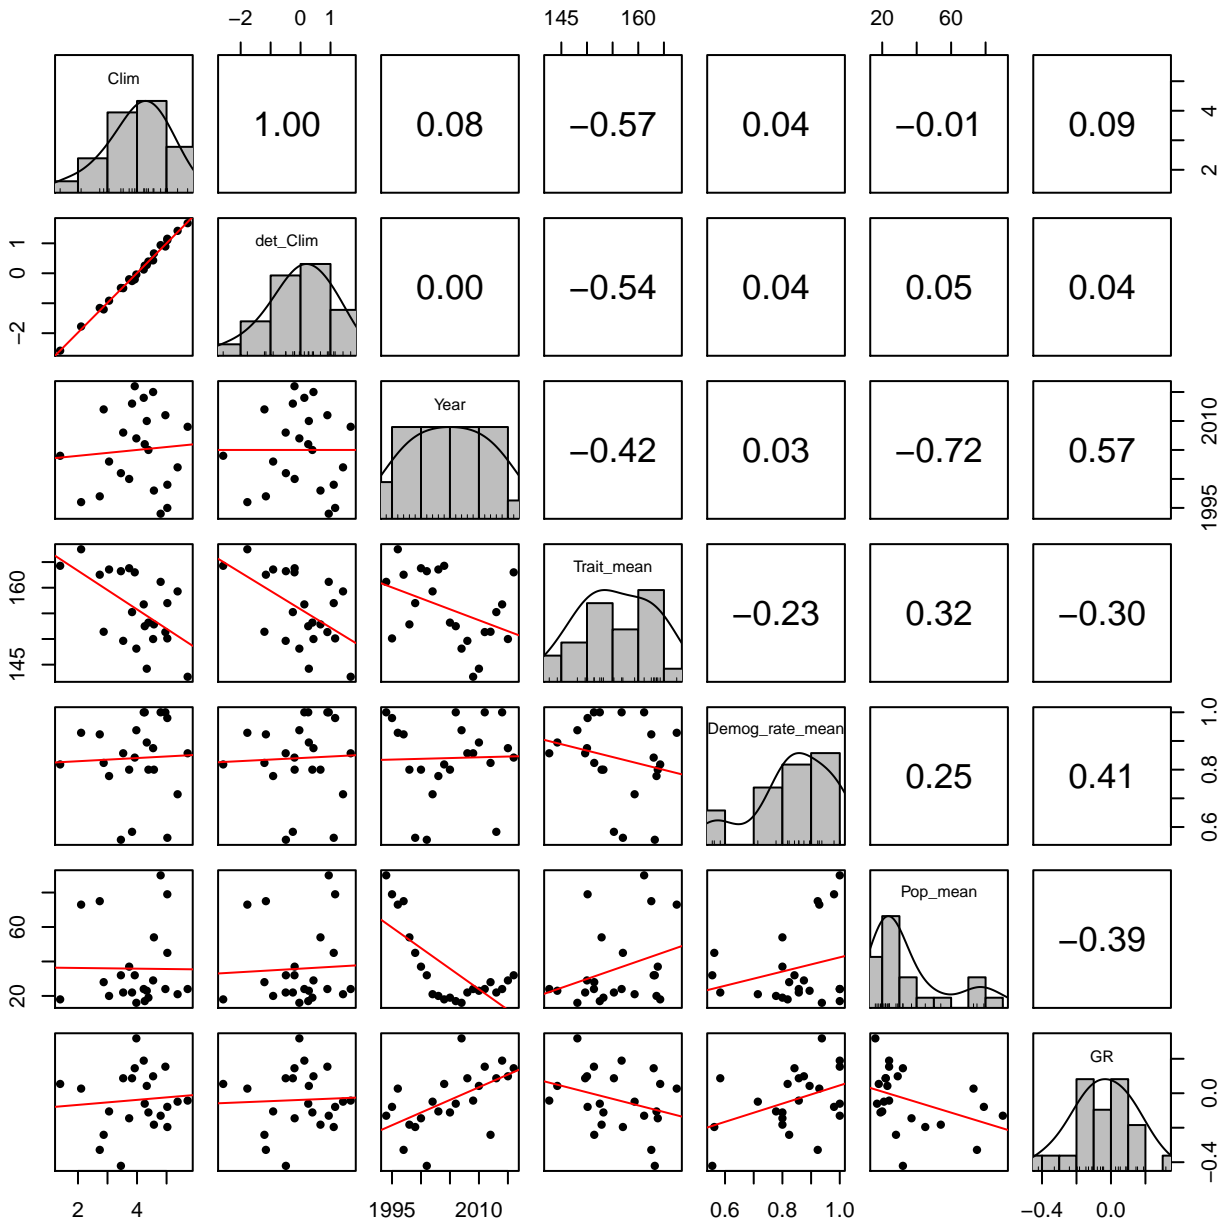 −2 0 1 145 160 20 60
Clim 1.00 0.08 −0.57 0.04 −0.01 0.09 2 4
−2 0 1 det_Clim 0.00 −0.54 0.04 0.05 0.04
Year −0.42 0.03 −0.72 0.57 1995 2010
145 160 Trait_mean −0.23 0.32 −0.30
Demog_rate_mean 0.25 0.41 0.6 0.8 1.0
20 60 Pop_mean −0.39
GR −0.4 0.0
2 4 1995 2010 0.6 0.8 1.0 −0.4 0.0